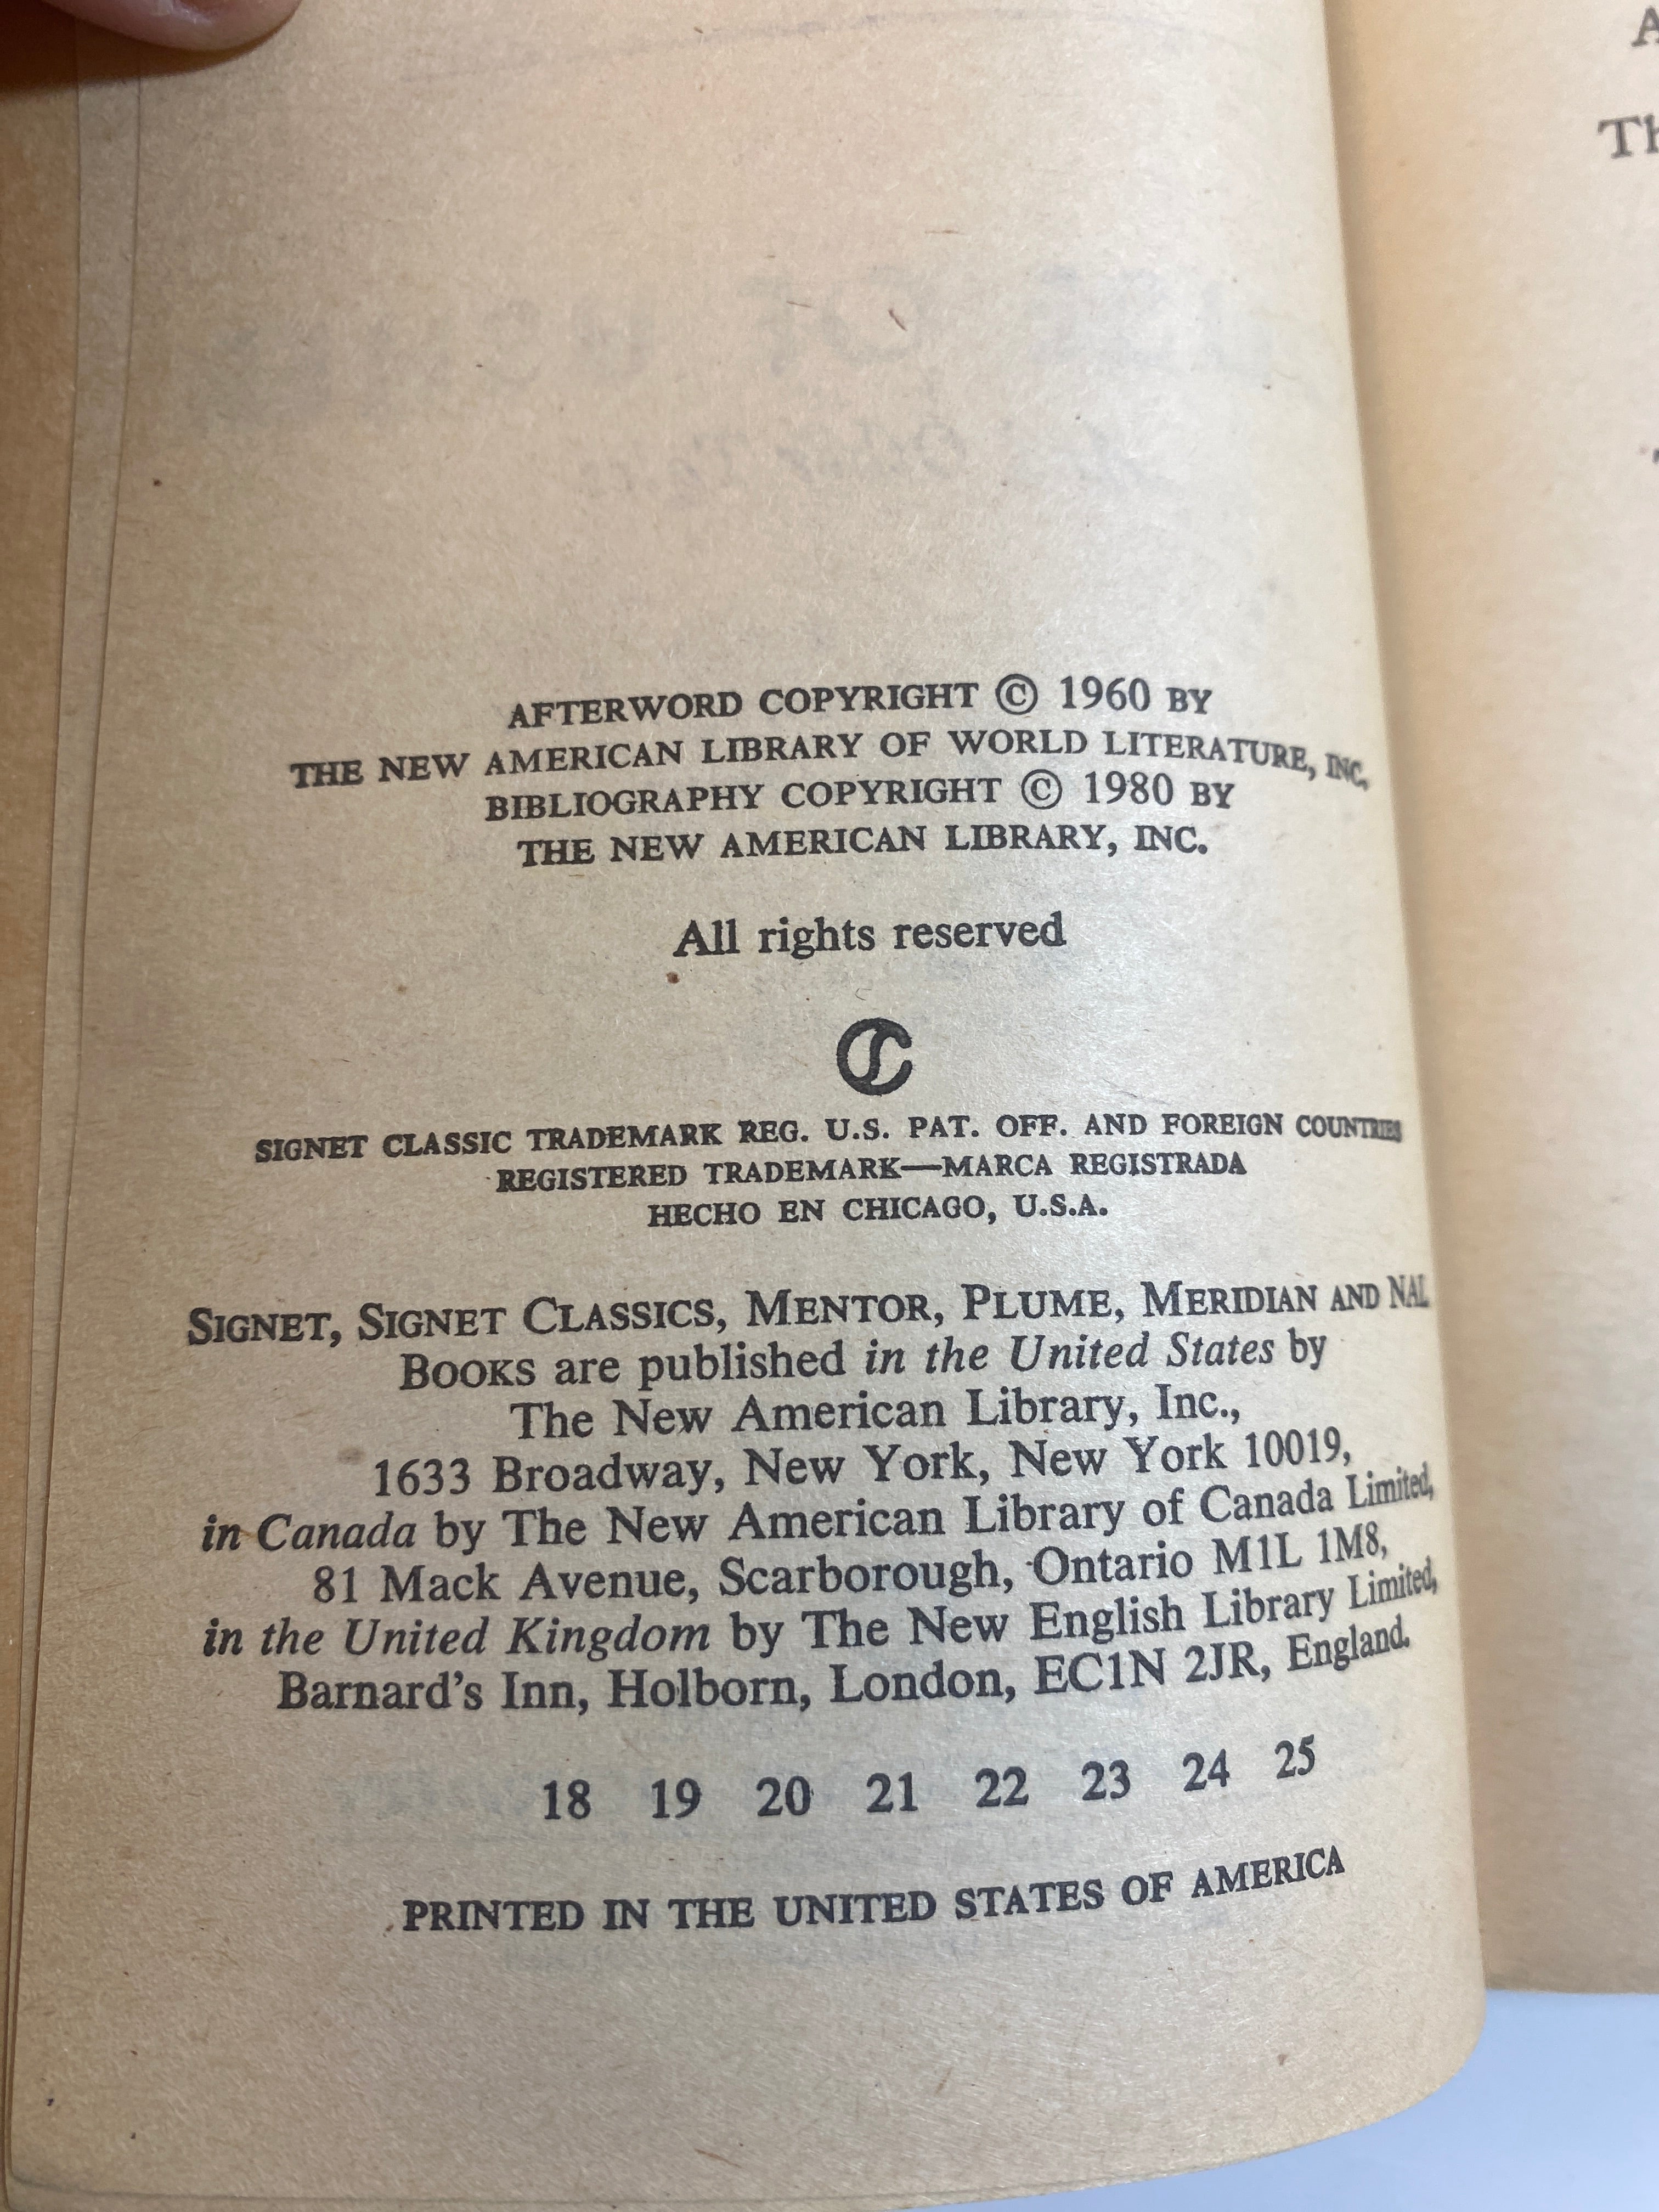 AFTERWORD COPYRIGHT © 1960 BY
THE NEW AMERICAN LIBRARY OF WORLD LITERATURE, INC.
BIBLIOGRAPHY COPYRIGHT © 1980 BY
THE NEW AMERICAN LIBRARY, INC.
All rights reserved
SIGNET CLASSIC TRADEMARK REG. U.S. PAT. OFF. AND FOREIGN COUNTRIES
REGISTERED TRADEMARK—MARCA REGISTRADA
HECHO EN CHICAGO, U.S.A.
SIGNET, SIGNET CLASSICS, MENTOR, PLUME, MERIDIAN AND NAL
BOOKS are published in the United States by
The New American Library, Inc.,
1633 Broadway, New York, New York 10019,
in Canada by The New American Library of Canada Limited,
81 Mack Avenue, Scarborough, Ontario M1L 1M8,
in the United Kingdom by The New English Library Limited,
Barnard's Inn, Holborn, London, EC1N 2JR, England.
18 19 20 21 22 23 24 25
PRINTED IN THE UNITED STATES OF AMERICA